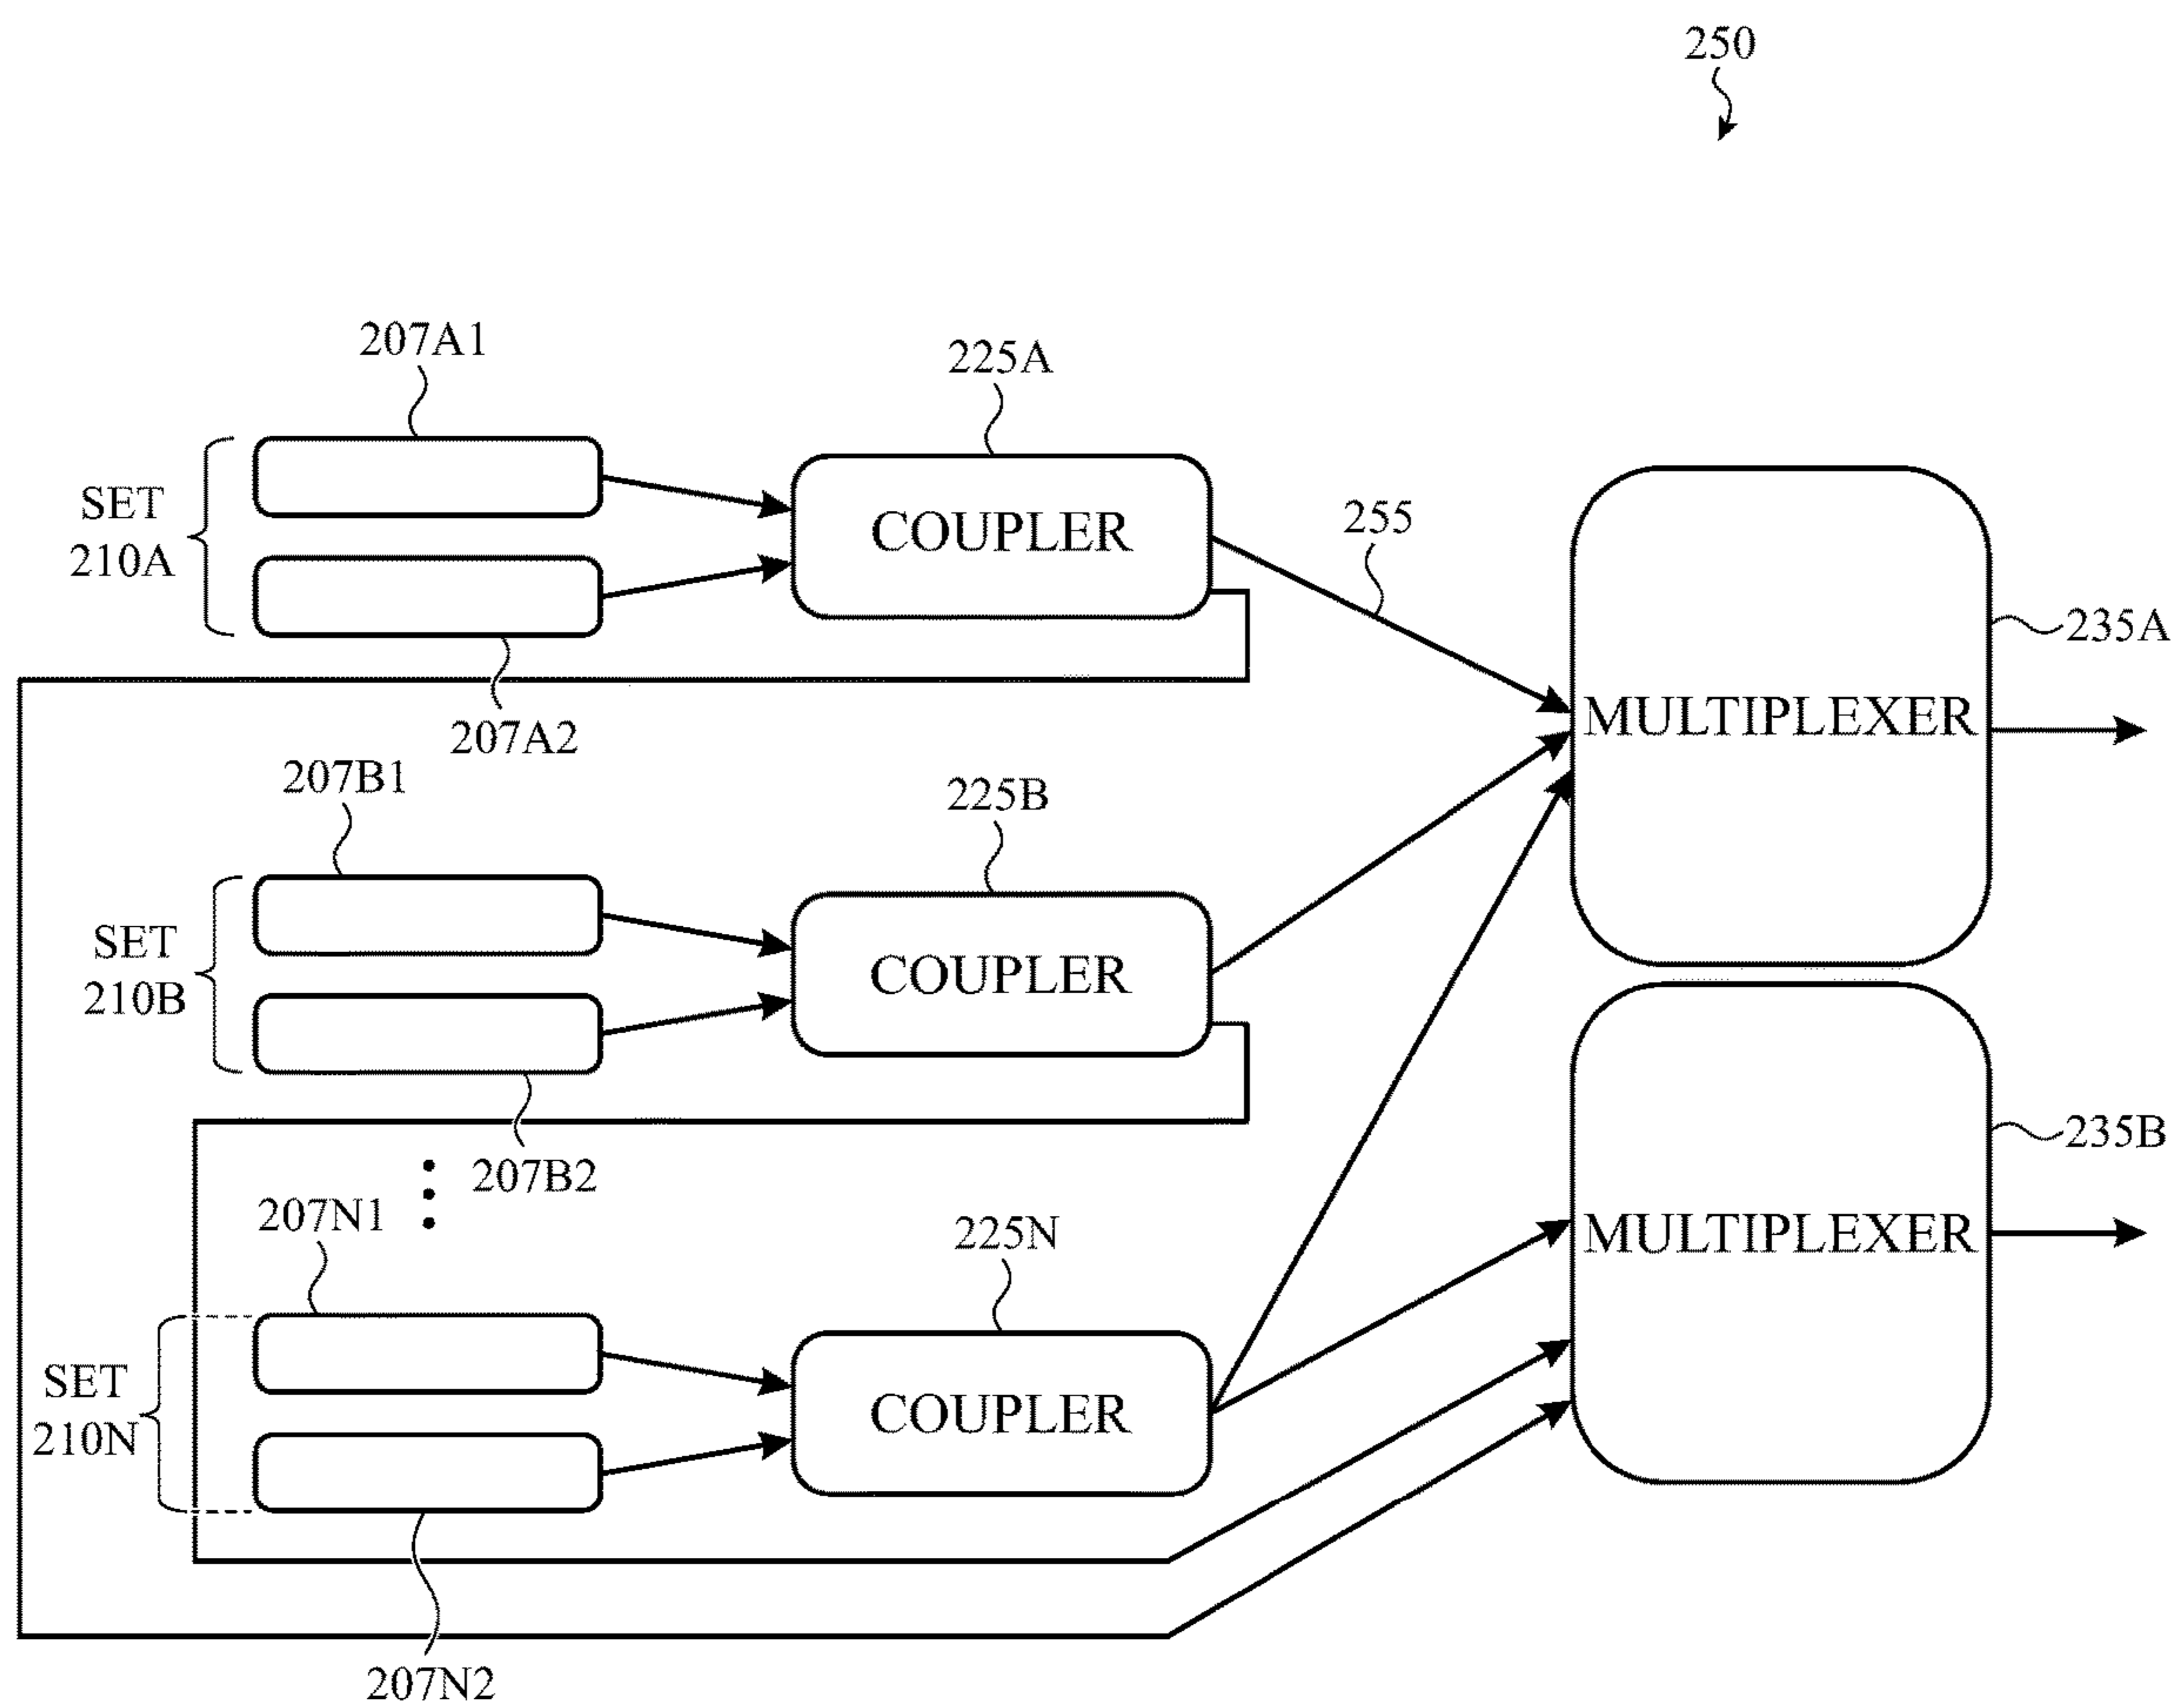 250
207A1
225A
SET
210A
COUPLER
255
235A
MULTIPLEXER
207A2
207B1
225B
SET
210B
COUPLER
235B
207B2
207N1
225N
MULTIPLEXER
SET
210N
COUPLER
207N2